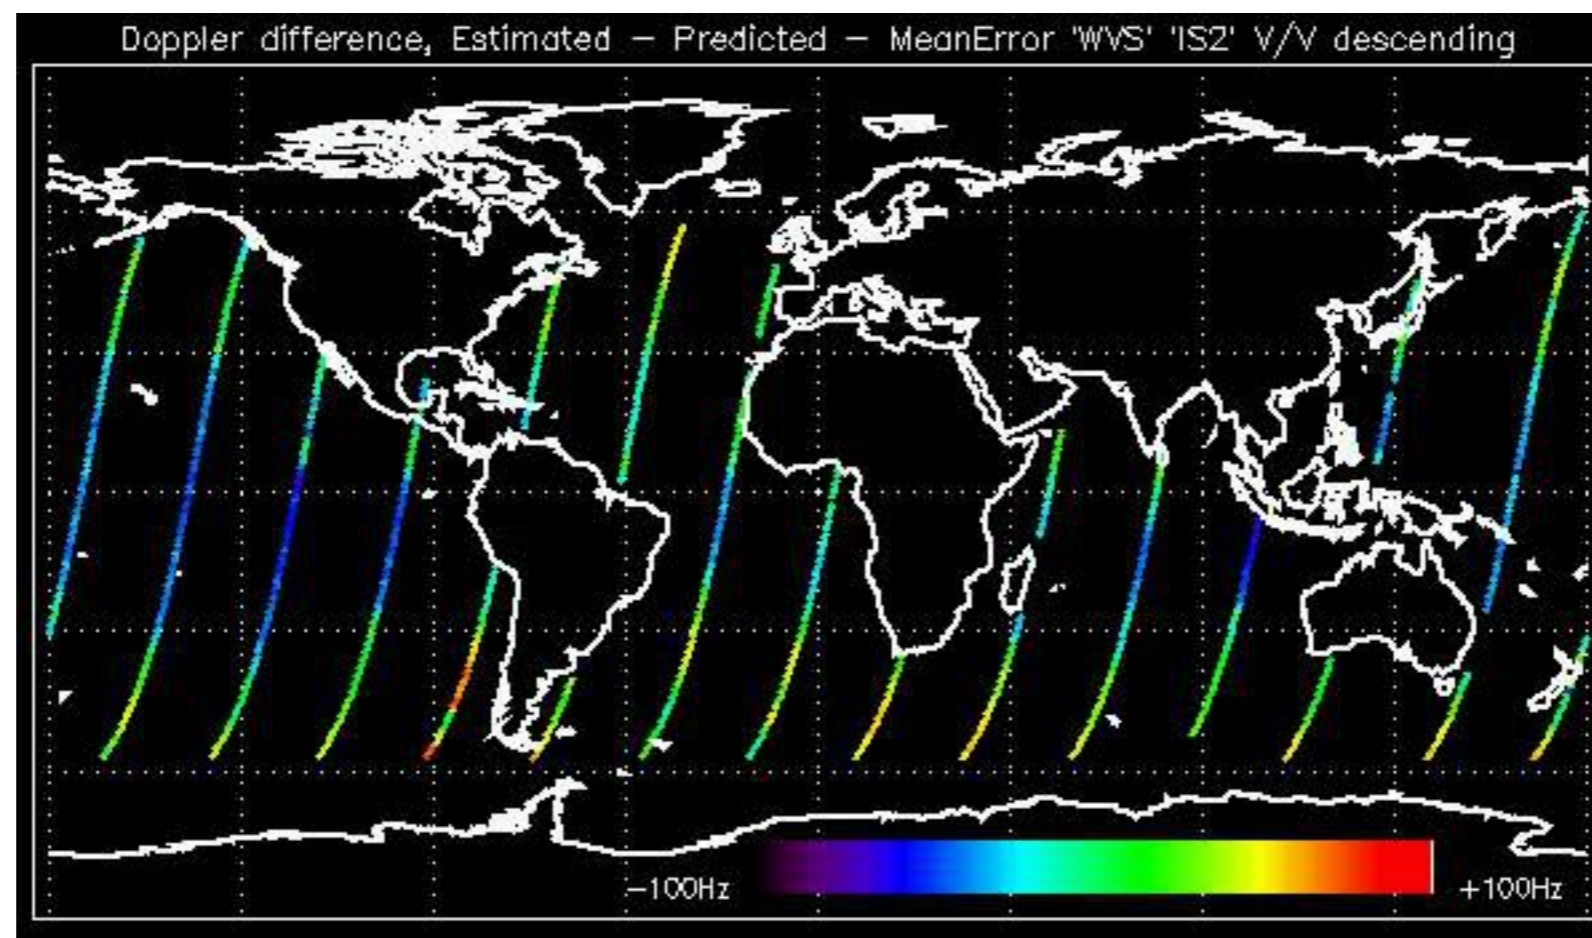 Doppler difference, Estimated – Predicted – MeanError 'WVS' 'IS2' V/V descending
–100Hz
+100Hz